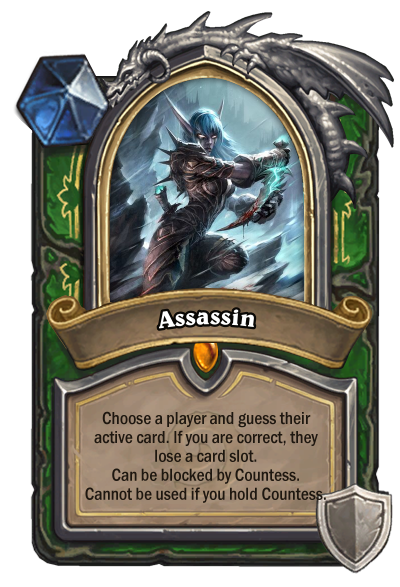 Assassin
Choose a player and guess their
active card. If you are correct, they
lose a card slot.
Can be blocked by Countess.
Cannot be used if you hold Countess.